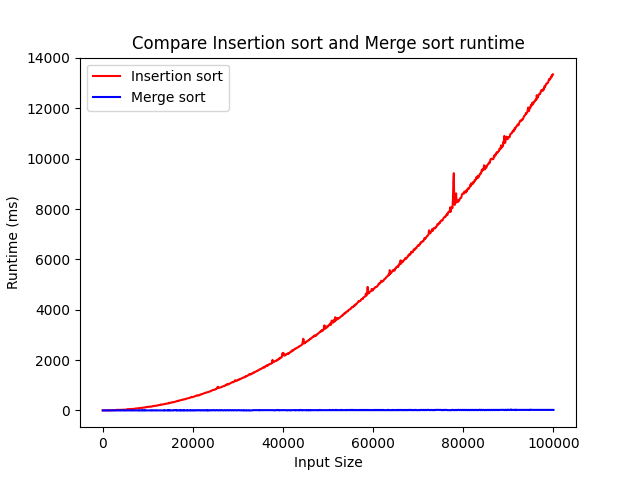 Compare Insertion sort and Merge sort runtime
Insertion sort
Merge sort
Runtime (ms)
14000
12000
10000
8000
6000
4000
2000
0
0 20000 40000 60000 80000 100000
Input Size